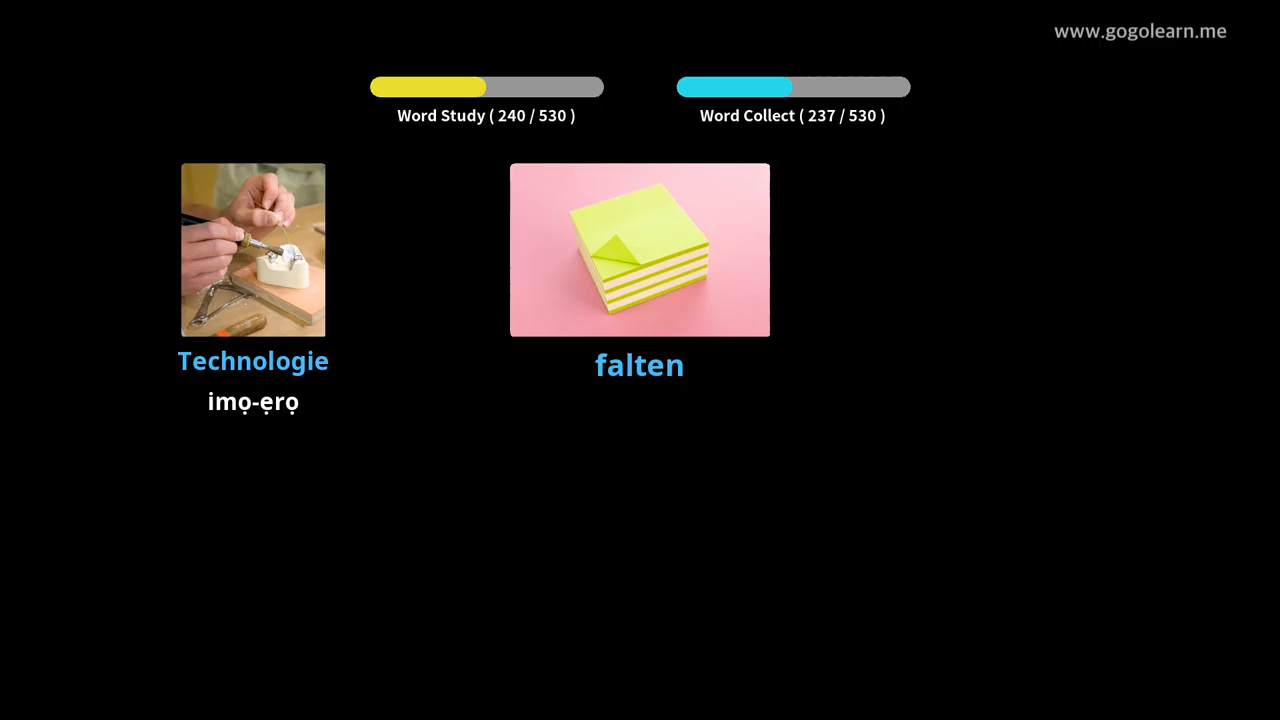 www.gogolearn.me
Word Study ( 240 / 530 )
Word Collect ( 237 / 530 )
Technologie
imọ-ẹrọ
falten